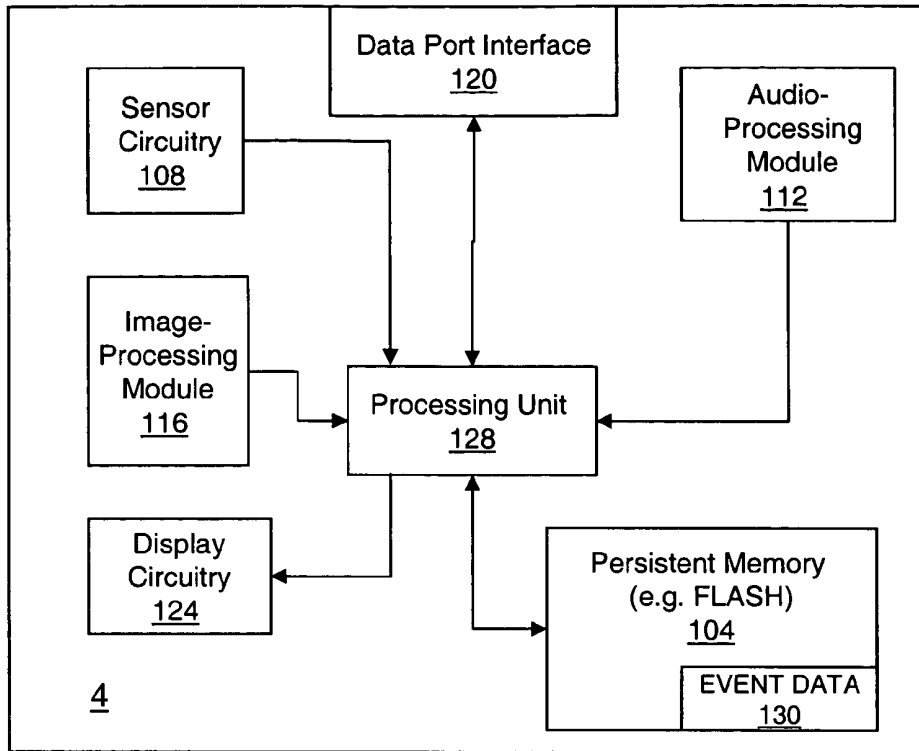 Data Port Interface
120
Sensor
Circuitry
108
Audio-
Processing
Module
112
Image-
Processing
Module
116
Processing Unit
128
Display
Circuitry
124
Persistent Memory
(e.g. FLASH)
104
EVENT DATA
130
4